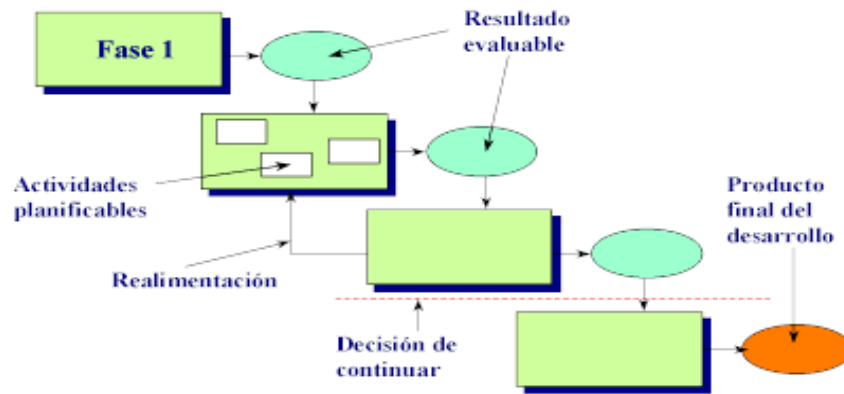 Fase 1
Resultado
evaluable
Actividades
planificables
Producto
final del
desarrollo
Realimentación
Decisión de
continuar